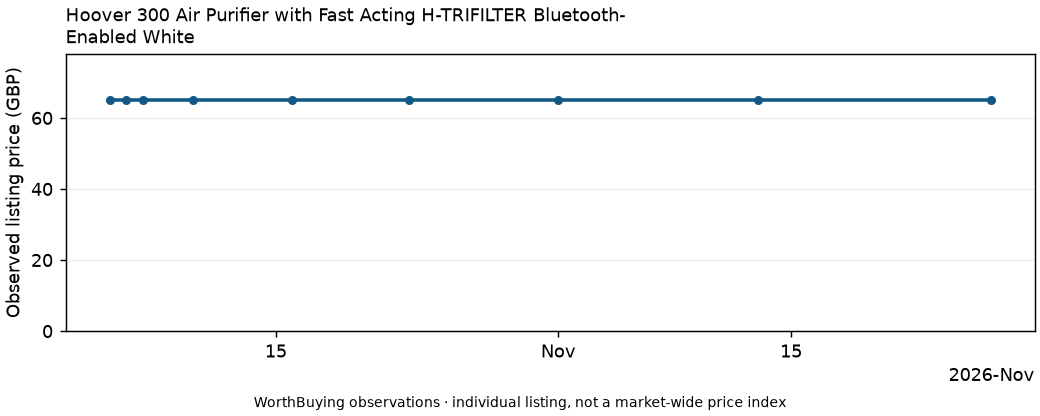 Hoover 300 Air Purifier with Fast Acting H-TRIFILTER Bluetooth-
Enabled White
Observed listing price (GBP)
60
40
20
0
15
Nov
15
2026-Nov
WorthBuying observations · individual listing, not a market-wide price index